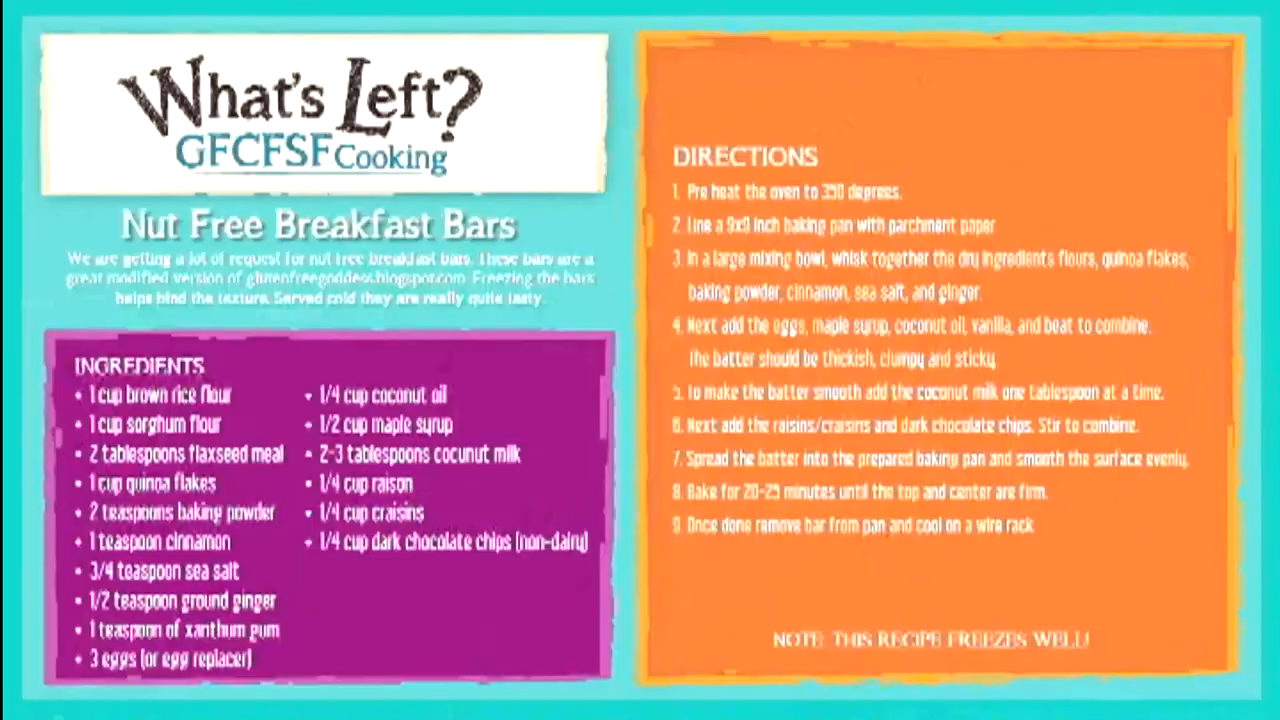 What's Left?
GFCFSF Cooking
Nut Free Breakfast Bars
We are getting a lot of request for nut free breakfast bars. These bars are a
great modified version of glutenfreegoddess.blogspot.com. Freezing the bars
helps bind the texture. Served cold they are really quite tasty.
INGREDIENTS
• 1 cup brown rice flour
• 1 cup sorghum flour
• 2 tablespoons flaxseed meal
• 1 cup quinoa flakes
• 2 teaspoons baking powder
• 1 teaspoon cinnamon
• 3/4 teaspoon sea salt
• 1/2 teaspoon ground ginger
• 1 teaspoon of xanthum gum
• 3 eggs (or egg replacer)
• 1/4 cup coconut oil
• 1/2 cup maple syrup
• 2-3 tablespoons cocunut milk
• 1/4 cup raison
• 1/4 cup craisins
• 1/4 cup dark chocolate chips (non-dairy)
DIRECTIONS
1. Pre heat the oven to 350 degrees.
2. Line a 9x9 inch baking pan with parchment paper
3. In a large mixing bowl, whisk together the dry ingredients flours, quinoa flakes,
baking powder, cinnamon, sea salt, and ginger.
4. Next add the eggs, maple syrup, coconut oil, vanilla, and beat to combine.
The batter should be thickish, clumpy and sticky.
5. To make the batter smooth add the coconut milk one tablespoon at a time.
6. Next add the raisins/craisins and dark chocolate chips. Stir to combine.
7. Spread the batter into the prepared baking pan and smooth the surface evenly.
8. Bake for 20-25 minutes until the top and center are firm.
9. Once done remove bar from pan and cool on a wire rack.
NOTE: THIS RECIPE FREEZES WELL!